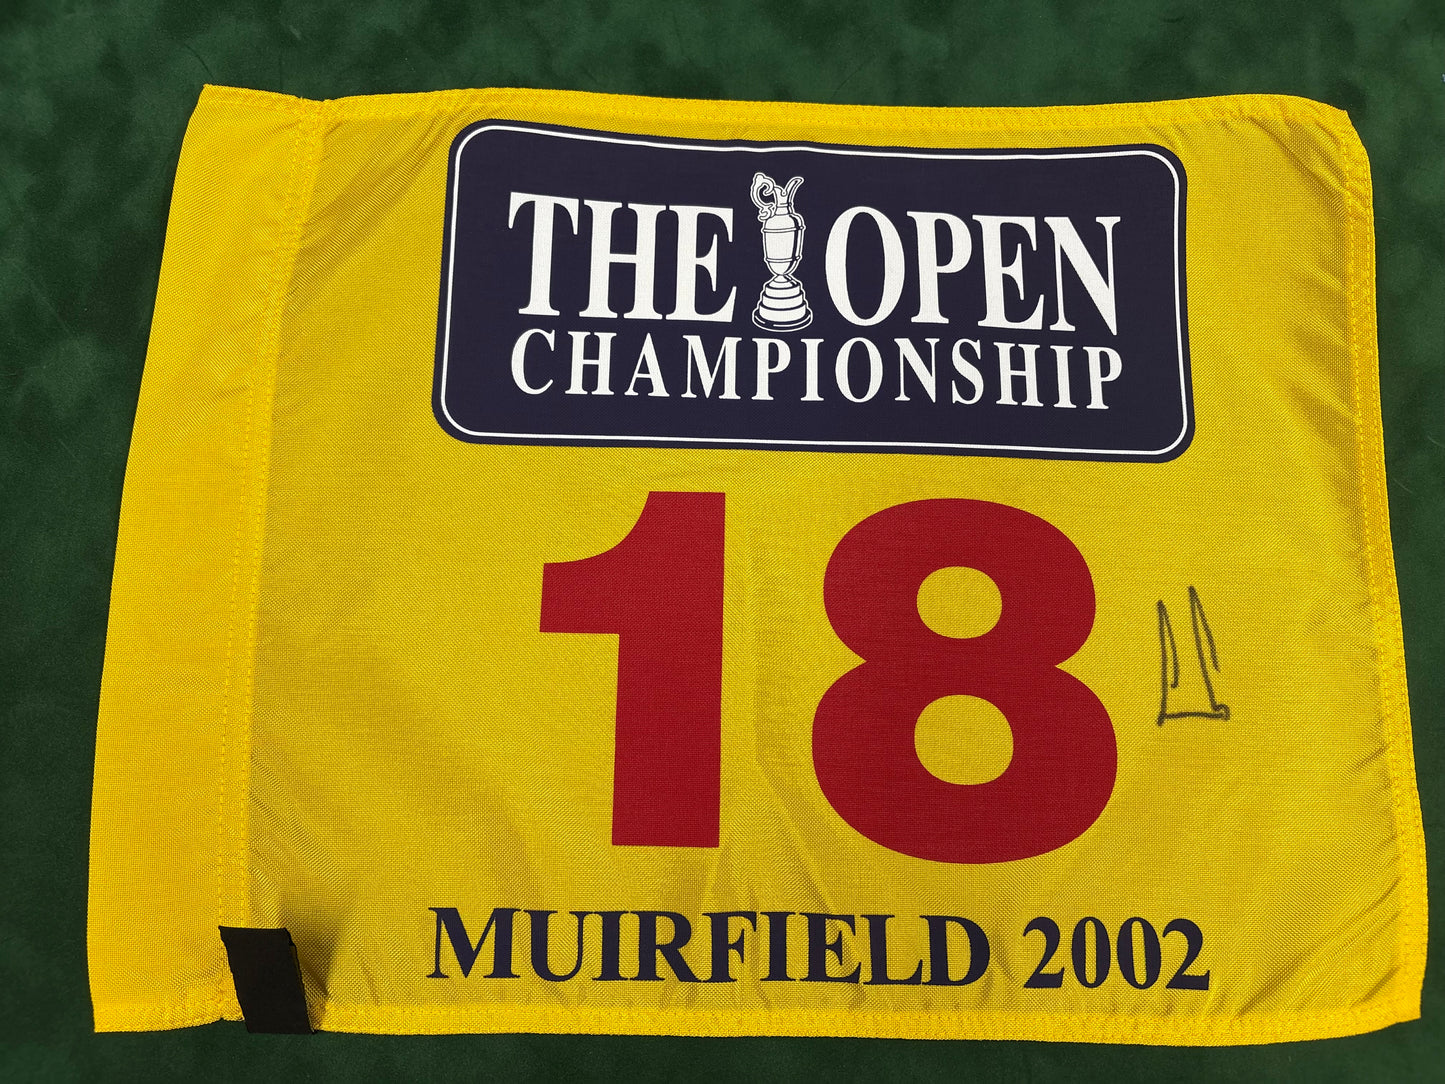 THE OPEN
CHAMPIONSHIP
18
MUIRFIELD 2002